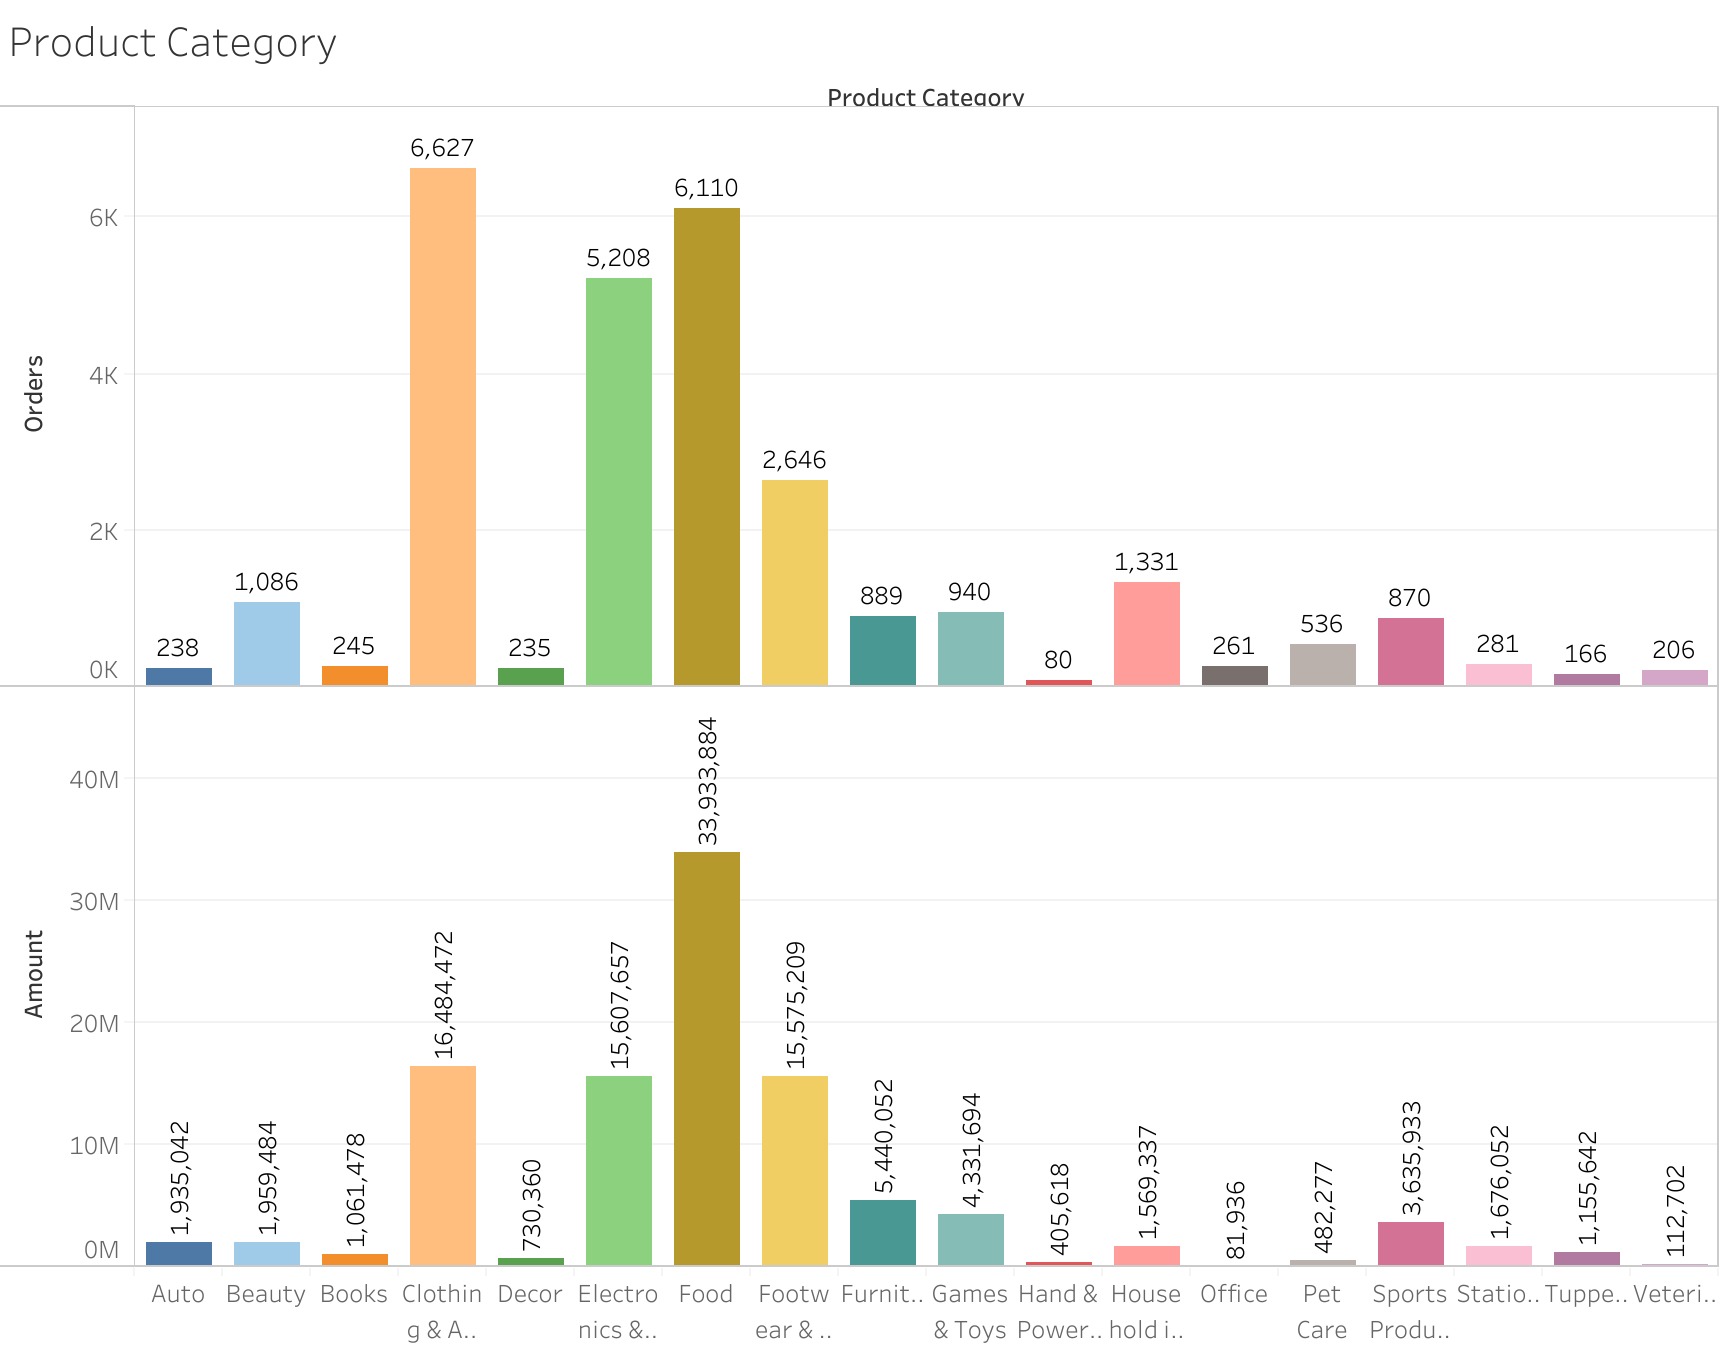 Product Category
Product Category
6,627
6,110
6K
5,208
4K
Orders
2,646
2K
1,331
1,086
940
889
870
536
238
245
235
261
281
80
166
206
0K
33,933,884
40M
30M
Amount
16,484,472
15,607,657
15,575,209
20M
5,440,052
4,331,694
3,635,933
10M
1,935,042
1,959,484
1,061,478
730,360
405,618
1,569,337
81,936
482,277
1,676,052
1,155,642
112,702
0M
Auto Beauty Books Clothin Decor Electro Food Footw Furnit.. Games Hand & House Office Pet Sports Statio.. Tuppe.. Veteri..
g & A.. nics &.. ear & .. & Toys Power.. hold i.. Care Produ..